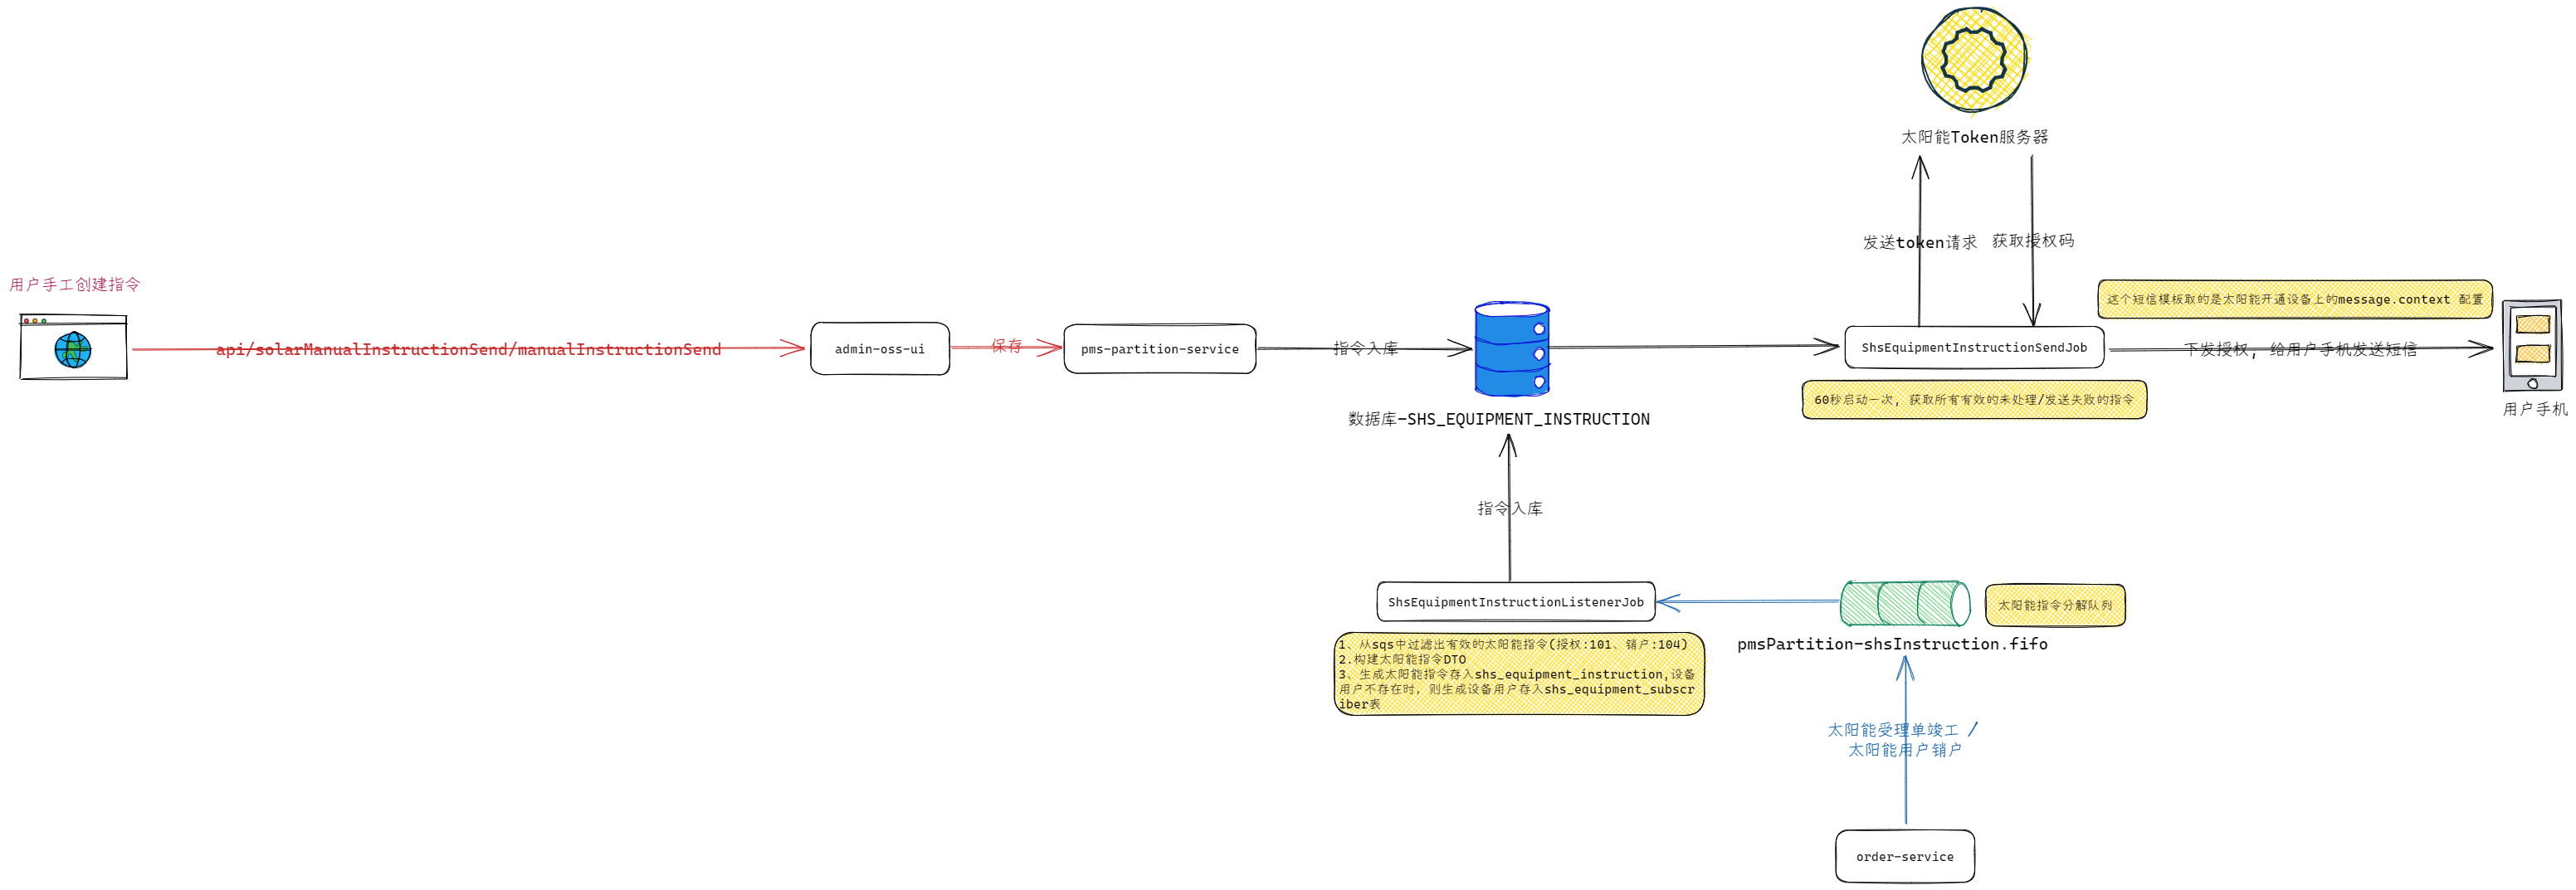 太阳能Token服务器
发送token请求
获取授权码
用户手工创建指令
这个短信模板取的是太阳能开通设备上的message.context 配置
api/solarManualInstructionSend/manualInstructionSend
admin-oss-ui
保存
pms-partition-service
指令入库
ShsEquipmentInstructionSendJob
下发授权, 给用户手机发送短信
60秒启动一次, 获取所有有效的未处理/发送失败的指令
用户手机
数据库-SHS_EQUIPMENT_INSTRUCTION
指令入库
ShsEquipmentInstructionListenerJob
太阳能指令分解队列
pmsPartition-shsInstruction.fifo
1、从sqs中过滤出有效的太阳能指令(授权:101、销户:104)
2.构建太阳能指令DTO
3、生成太阳能指令存入shs_equipment_instruction,设备
用户不存在时, 则生成设备用户存入shs_equipment_subscr
iber表
太阳能受理单竣工 /
太阳能用户销户
order-service